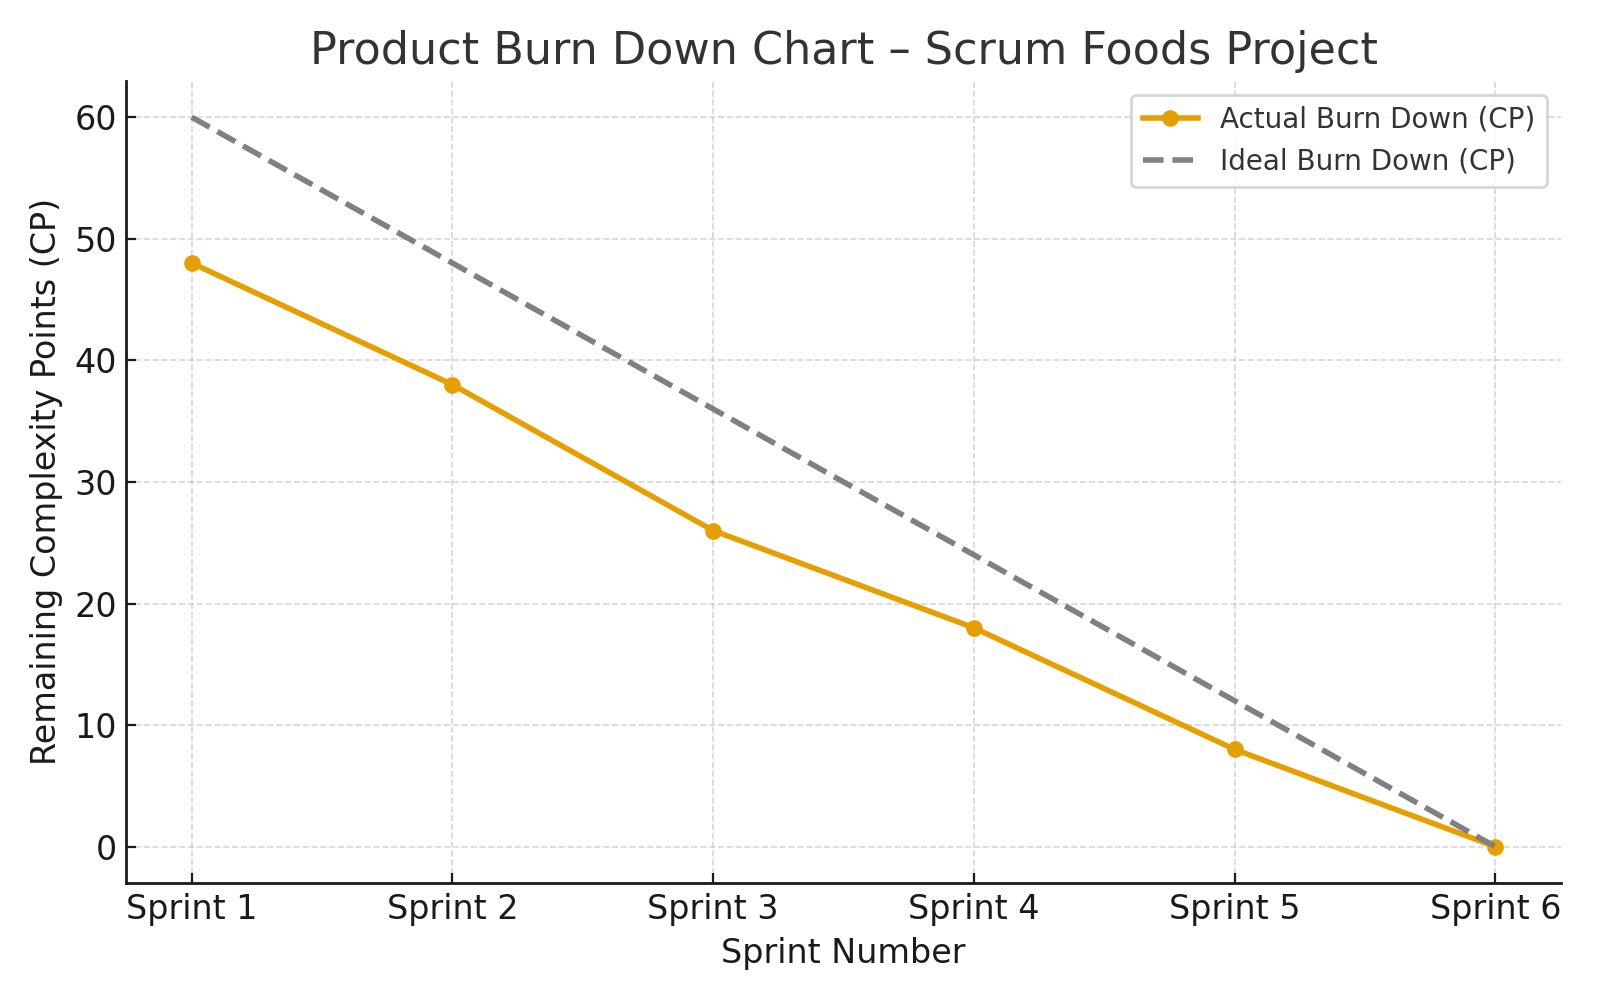 Product Burn Down Chart – Scrum Foods Project
Actual Burn Down (CP)
Ideal Burn Down (CP)
Remaining Complexity Points (CP)
60
50
40
30
20
10
0
Sprint 1 Sprint 2 Sprint 3 Sprint 4 Sprint 5 Sprint 6
Sprint Number